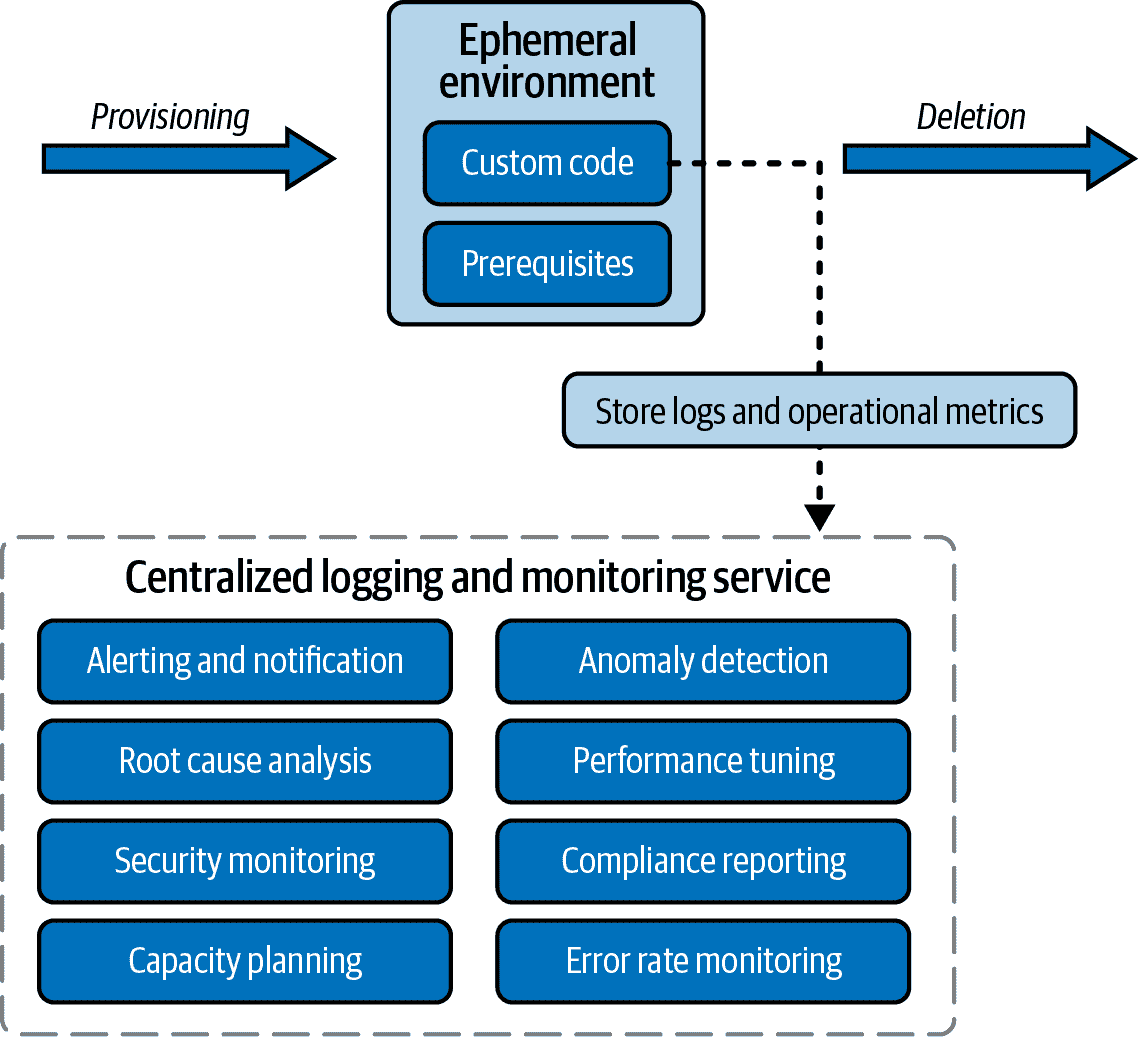 Ephemeral
environment
Provisioning
Custom code
Deletion
Prerequisites
Store logs and operational metrics
Centralized logging and monitoring service
Alerting and notification
Anomaly detection
Root cause analysis
Performance tuning
Security monitoring
Compliance reporting
Capacity planning
Error rate monitoring